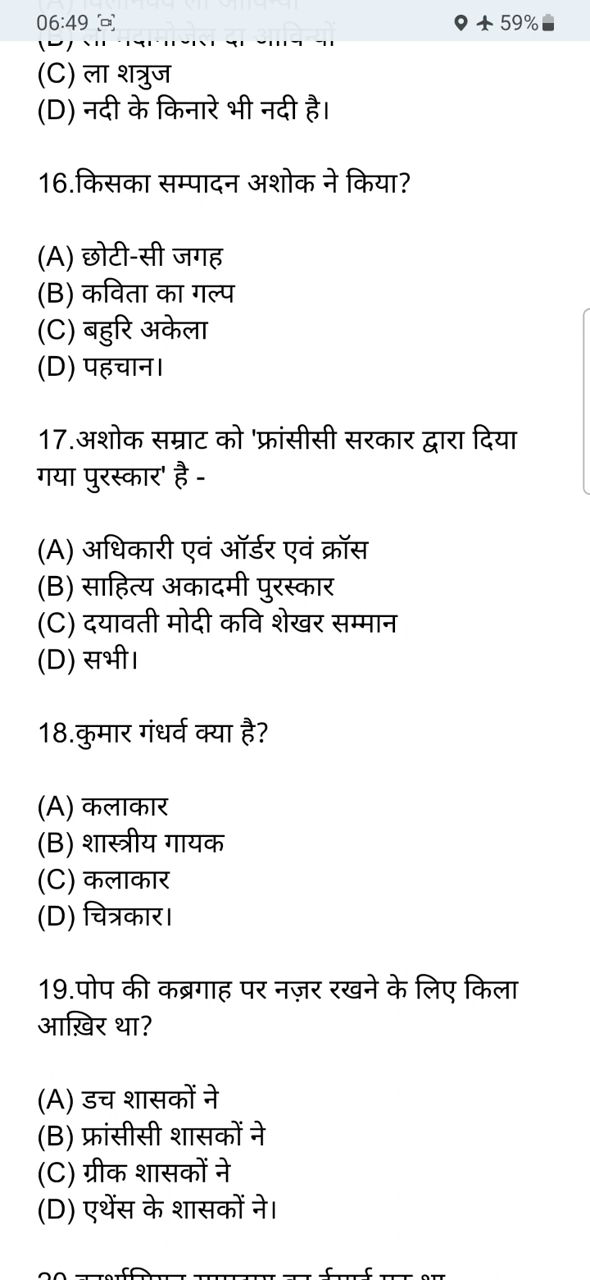 06:49
59%
(C) ला शत्रुज
(D) नदी के किनारे भी नदी है।
16.किसका सम्पादन अशोक ने किया?
(A) छोटी-सी जगह
(B) कविता का गल्प
(C) बहुरि अकेला
(D) पहचान।
17.अशोक सम्राट को 'फ्रांसीसी सरकार द्वारा दिया
गया पुरस्कार' है -
(A) अधिकारी एवं ऑर्डर एवं क्रॉस
(B) साहित्य अकादमी पुरस्कार
(C) दयावती मोदी कवि शेखर सम्मान
(D) सभी।
18.कुमार गंधर्व क्या है?
(A) कलाकार
(B) शास्त्रीय गायक
(C) कलाकार
(D) चित्रकार।
19.पोप की कब्रगाह पर नज़र रखने के लिए किला
आख़िर था?
(A) डच शासकों ने
(B) फ्रांसीसी शासकों ने
(C) ग्रीक शासकों ने
(D) एथेंस के शासकों ने।